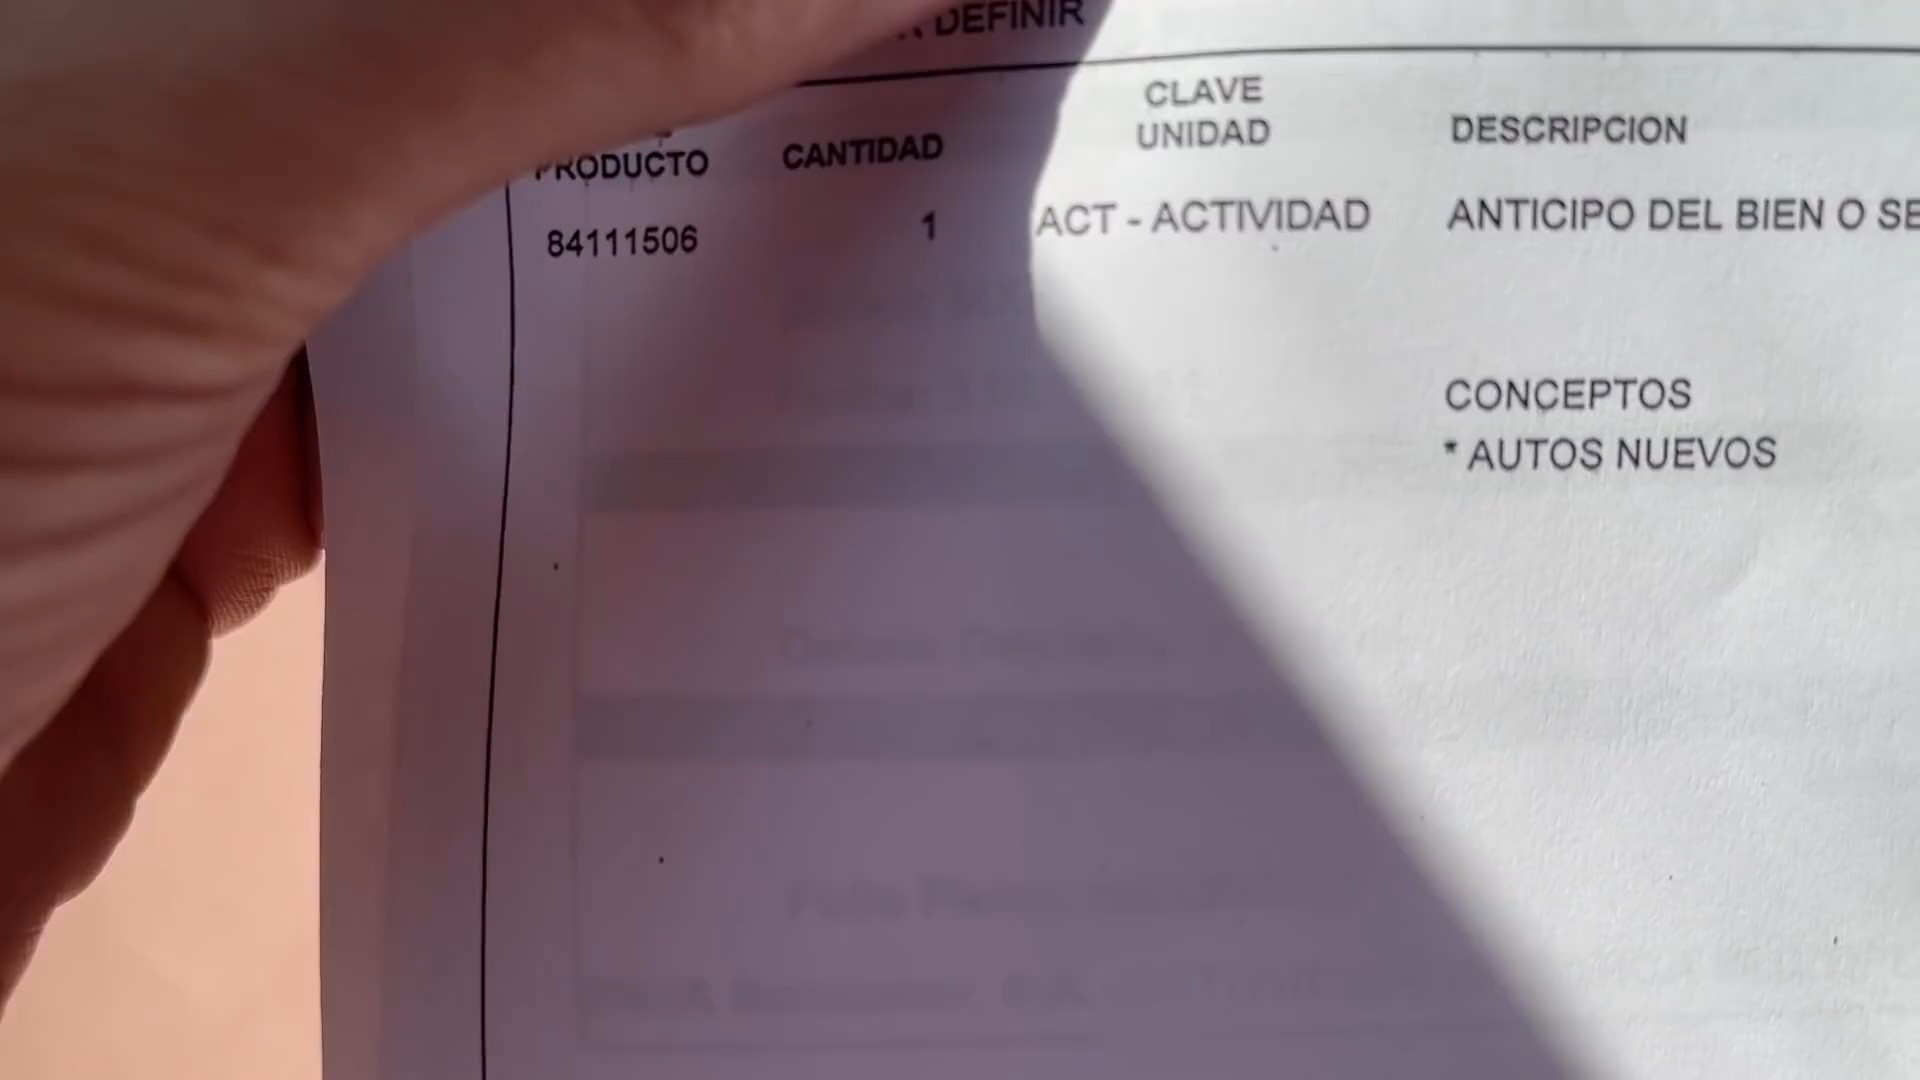 DEFINIR
CLAVE
PRODUCTO CANTIDAD UNIDAD DESCRIPCION
84111506 1 ACT - ACTIVIDAD ANTICIPO DEL BIEN O SE
CONCEPTOS
* AUTOS NUEVOS